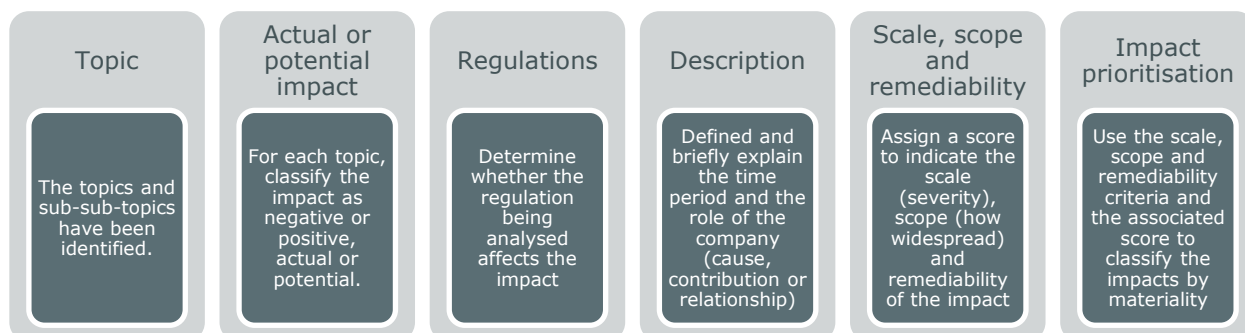 Topic
The topics and
sub-sub-topics
have been
identified.
Actual or
potential
impact
For each topic,
classify the
impact as
negative or
positive,
actual or
potential.
Regulations
Determine
whether the
regulation
being
analysed
affects the
impact
Description
Defined and
briefly explain
the time
period and the
role of the
company
(cause,
contribution or
relationship)
Scale, scope
and
remediability
Assign a score
to indicate the
scale
(severity),
scope (how
widespread)
and
remediability
of the impact
Impact
prioritisation
Use the scale,
scope and
remediability
criteria and
the associated
score to
classify the
impacts by
materiality